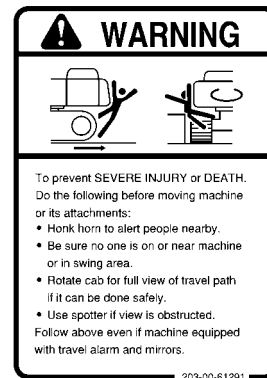 WARNING
To prevent SEVERE INJURY or DEATH.
Do the following before moving machine
or its attachments:
• Honk horn to alert people nearby.
• Be sure no one is on or near machine
or in swing area.
• Rotate cab for full view of travel path
if it can be done safely.
• Use spotter if view is obstructed.
Follow above even if machine equipped
with travel alarm and mirrors.
203-00-61291